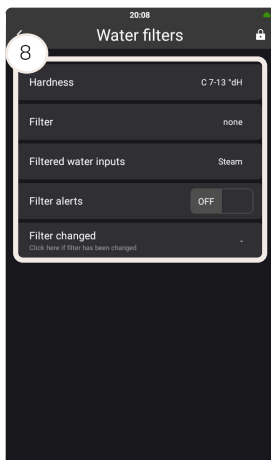 20:08
Water filters
8
Hardness C 7-13 °dH
Filter none
Filtered water inputs Steam
Filter alerts OFF
Filter changed -
Click here if filter has been changed